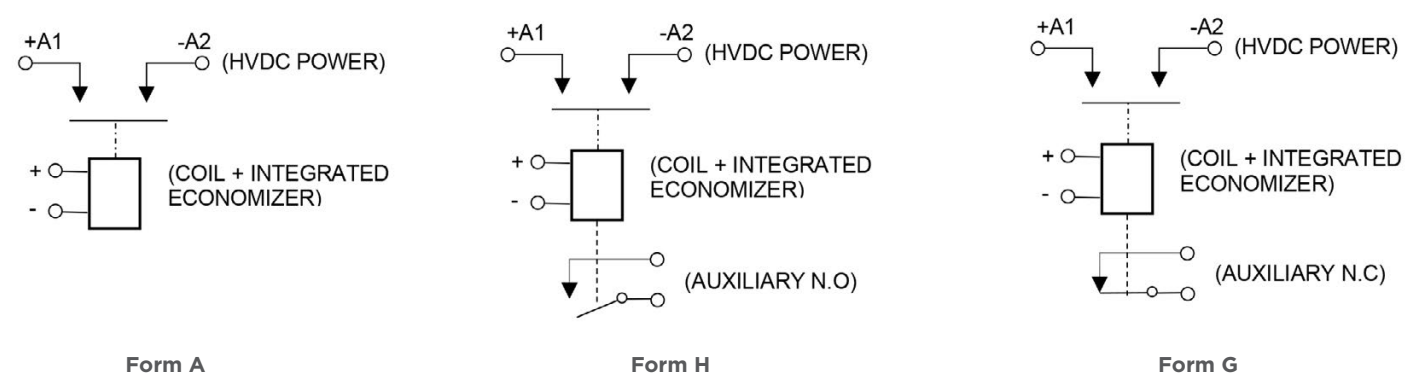 +A1 -A2
(HVDC POWER)
+ (COIL + INTEGRATED
- ECONOMIZER)
Form A
+A1 -A2
(HVDC POWER)
+ (COIL + INTEGRATED
- ECONOMIZER)
(AUXILIARY N.O)
Form H
+A1 -A2
(HVDC POWER)
+ (COIL + INTEGRATED
- ECONOMIZER)
(AUXILIARY N.C)
Form G